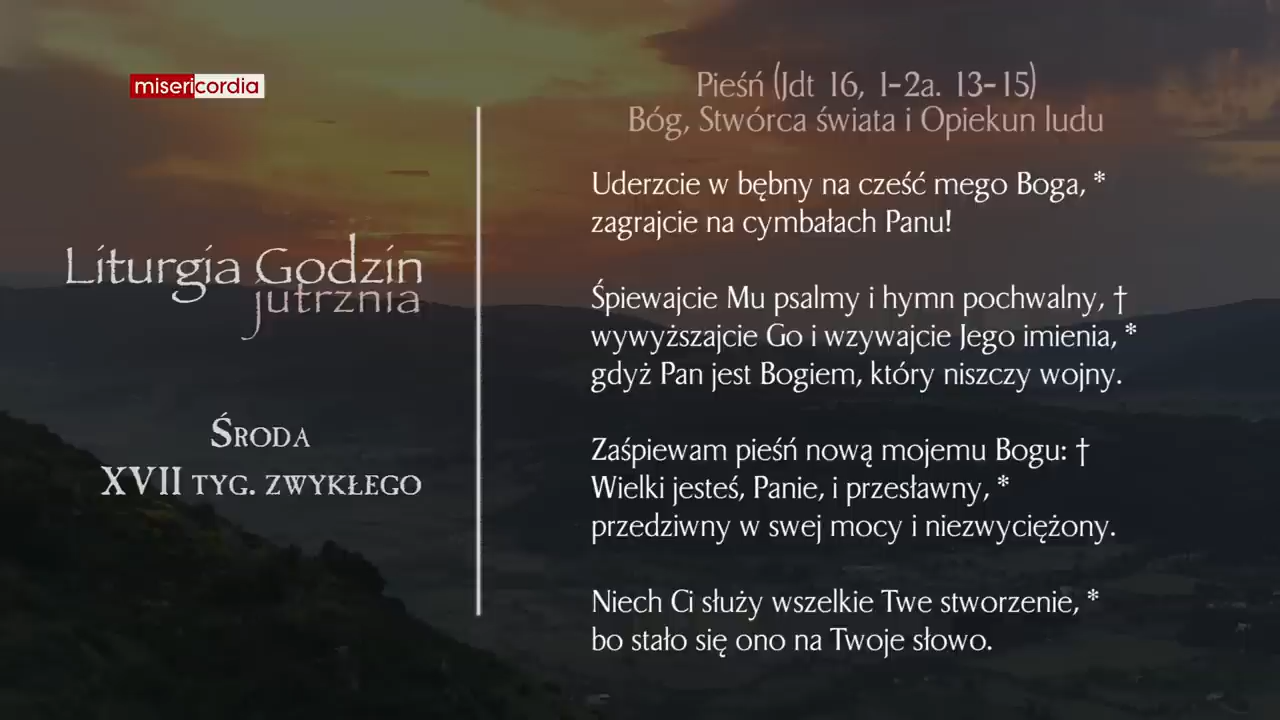 misericordia
Liturgia Godzin
jutrznia
Środa
XVII tyg. zwykłego
Pieśń (Jdt 16, 1-2a. 13-15)
Bóg, Stwórca świata i Opiekun ludu
Uderzcie w bębny na cześć mego Boga, *
zagrajcie na cymbałach Panu!
Śpiewajcie Mu psalmy i hymn pochwalny, †
wywyższajcie Go i wzywajcie Jego imienia, *
gdyż Pan jest Bogiem, który niszczy wojny.
Zaśpiewam pieśń nową mojemu Bogu: †
Wielki jesteś, Panie, i przesławny, *
przedziwny w swej mocy i niezwyciężony.
Niech Ci służy wszelkie Twe stworzenie, *
bo stało się ono na Twoje słowo.